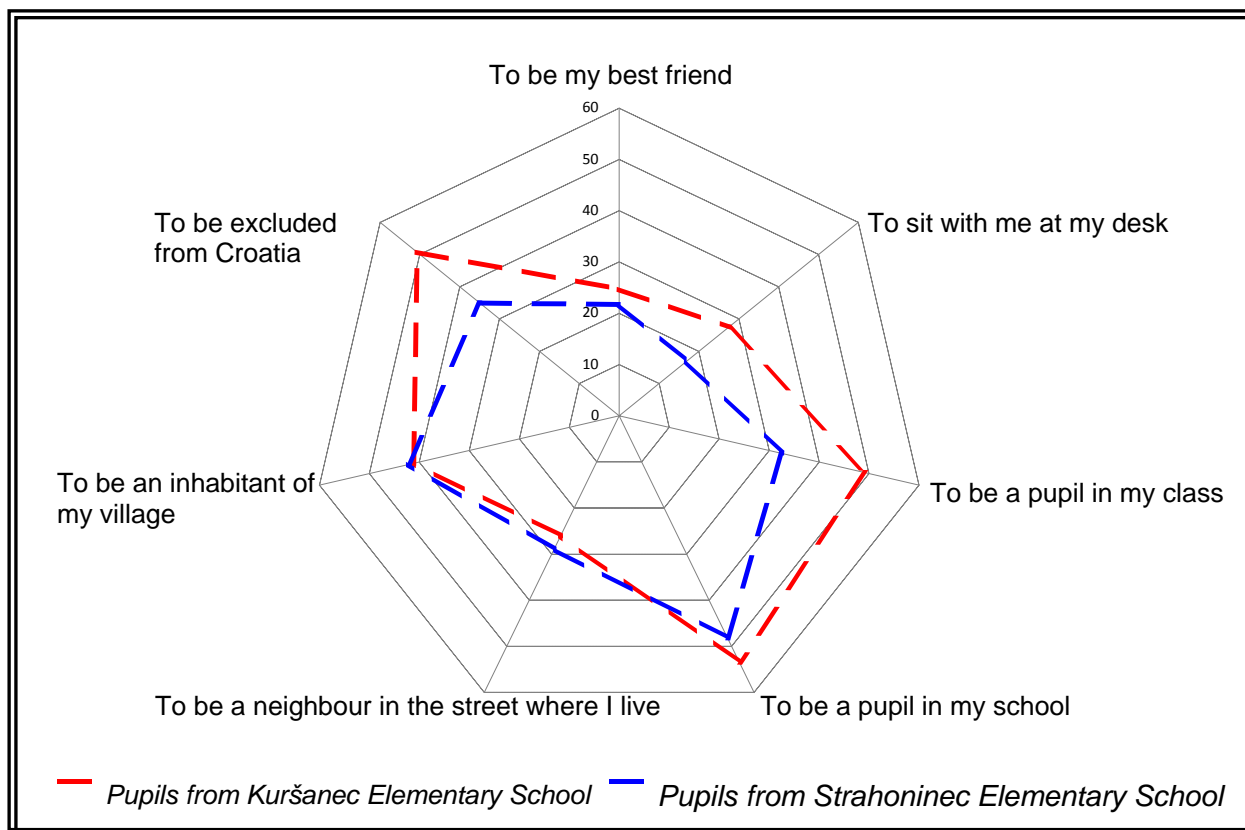 To be my best friend
60
50
40
30
20
10
0
To sit with me at my desk
To be a pupil in my class
To be a pupil in my school
To be a neighbour in the street where I live
To be an inhabitant of
my village
To be excluded
from Croatia
Pupils from Kuršanec Elementary School
Pupils from Strahoninec Elementary School